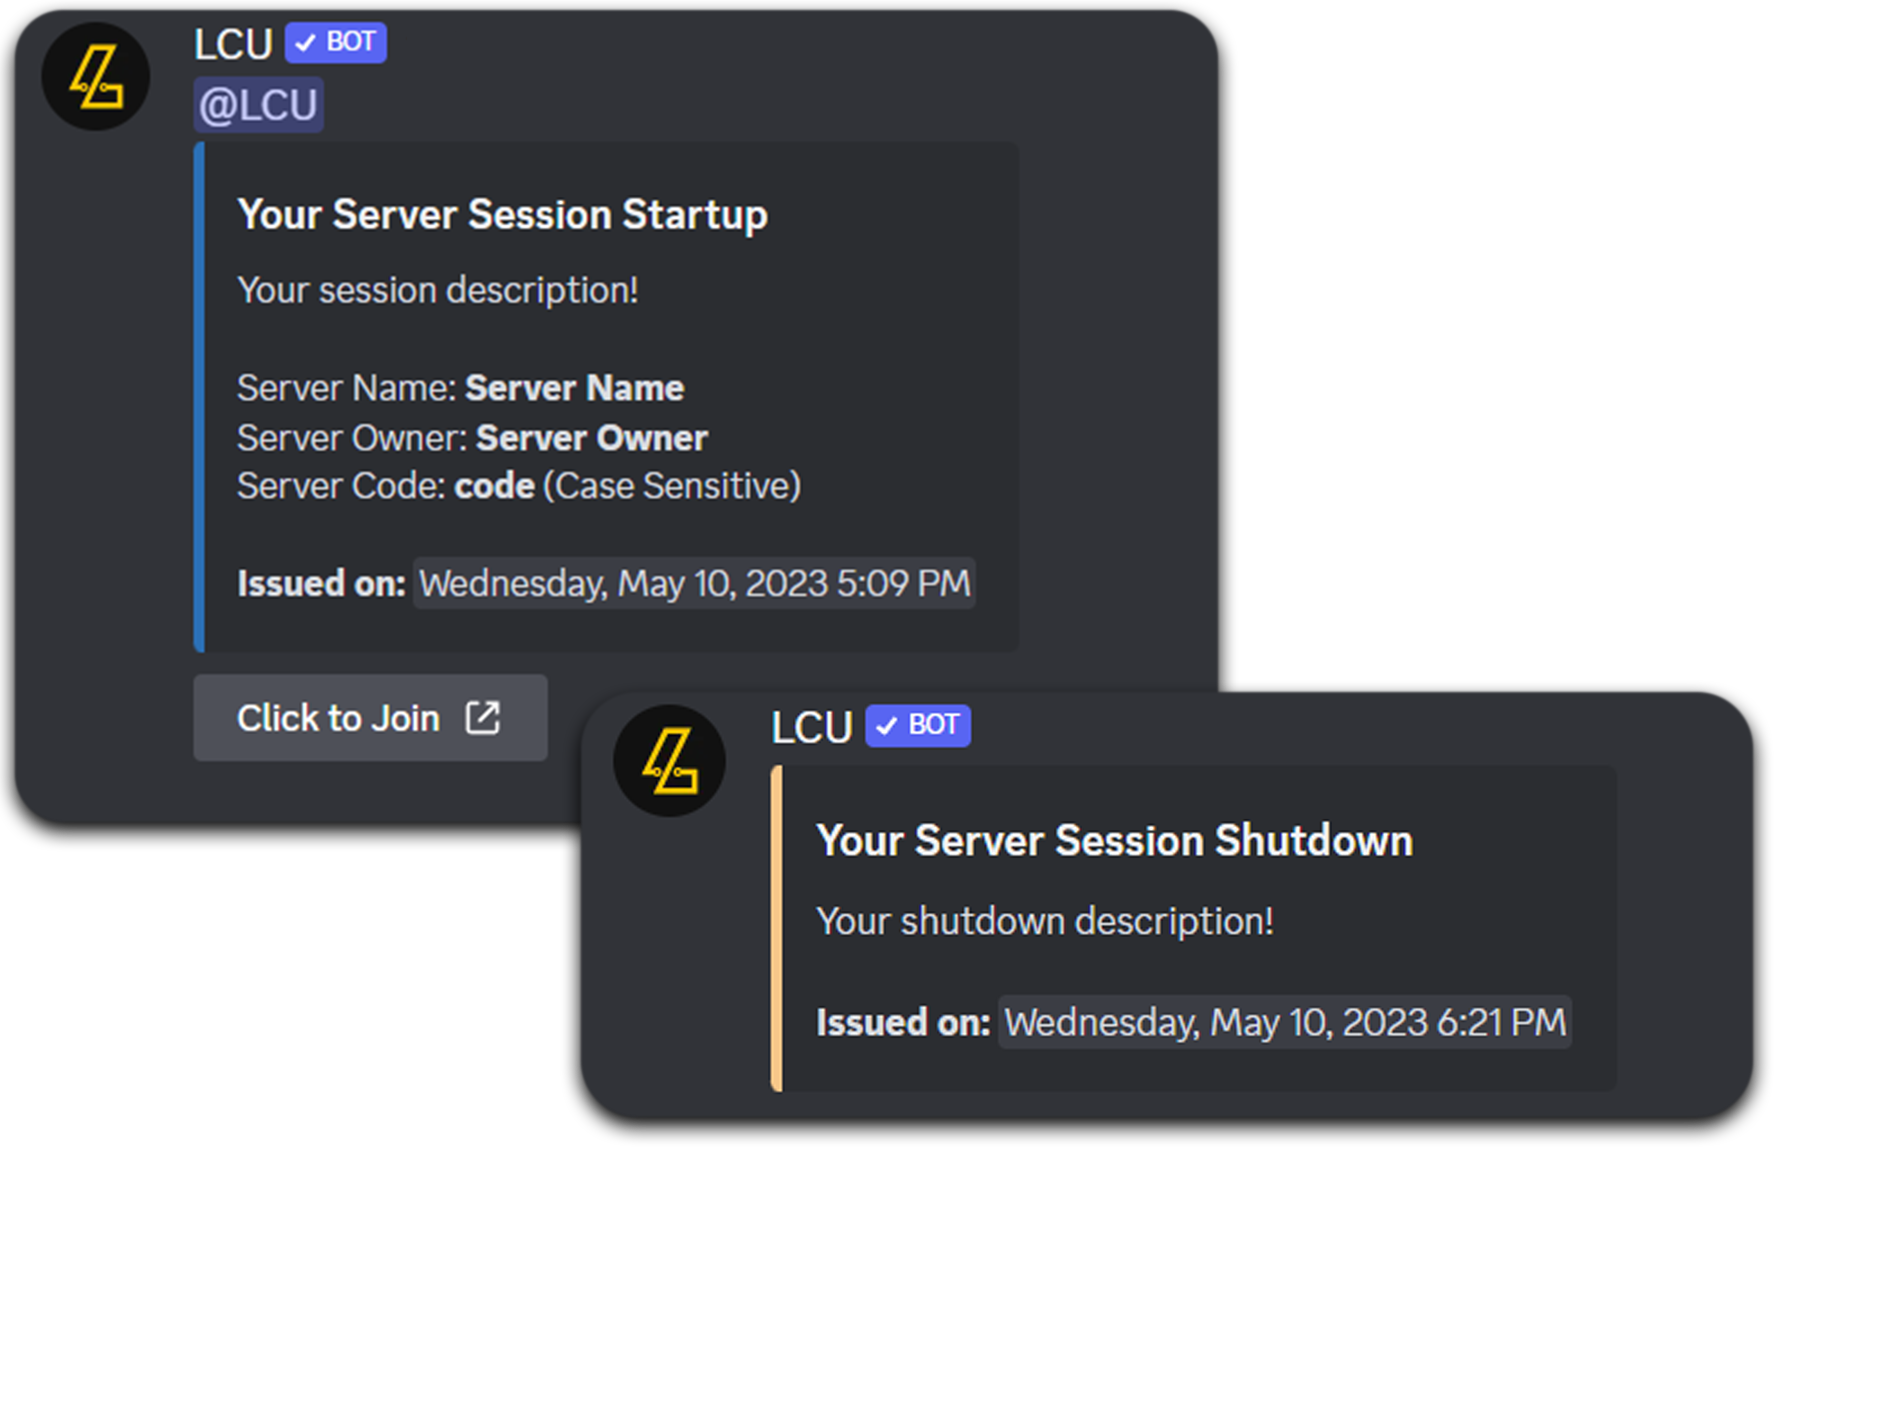 LCU ✓ BOT
@LCU
Your Server Session Startup
Your session description!
Server Name: Server Name
Server Owner: Server Owner
Server Code: code (Case Sensitive)
Issued on: Wednesday, May 10, 2023 5:09 PM
Click to Join
LCU ✓ BOT
Your Server Session Shutdown
Your shutdown description!
Issued on: Wednesday, May 10, 2023 6:21 PM